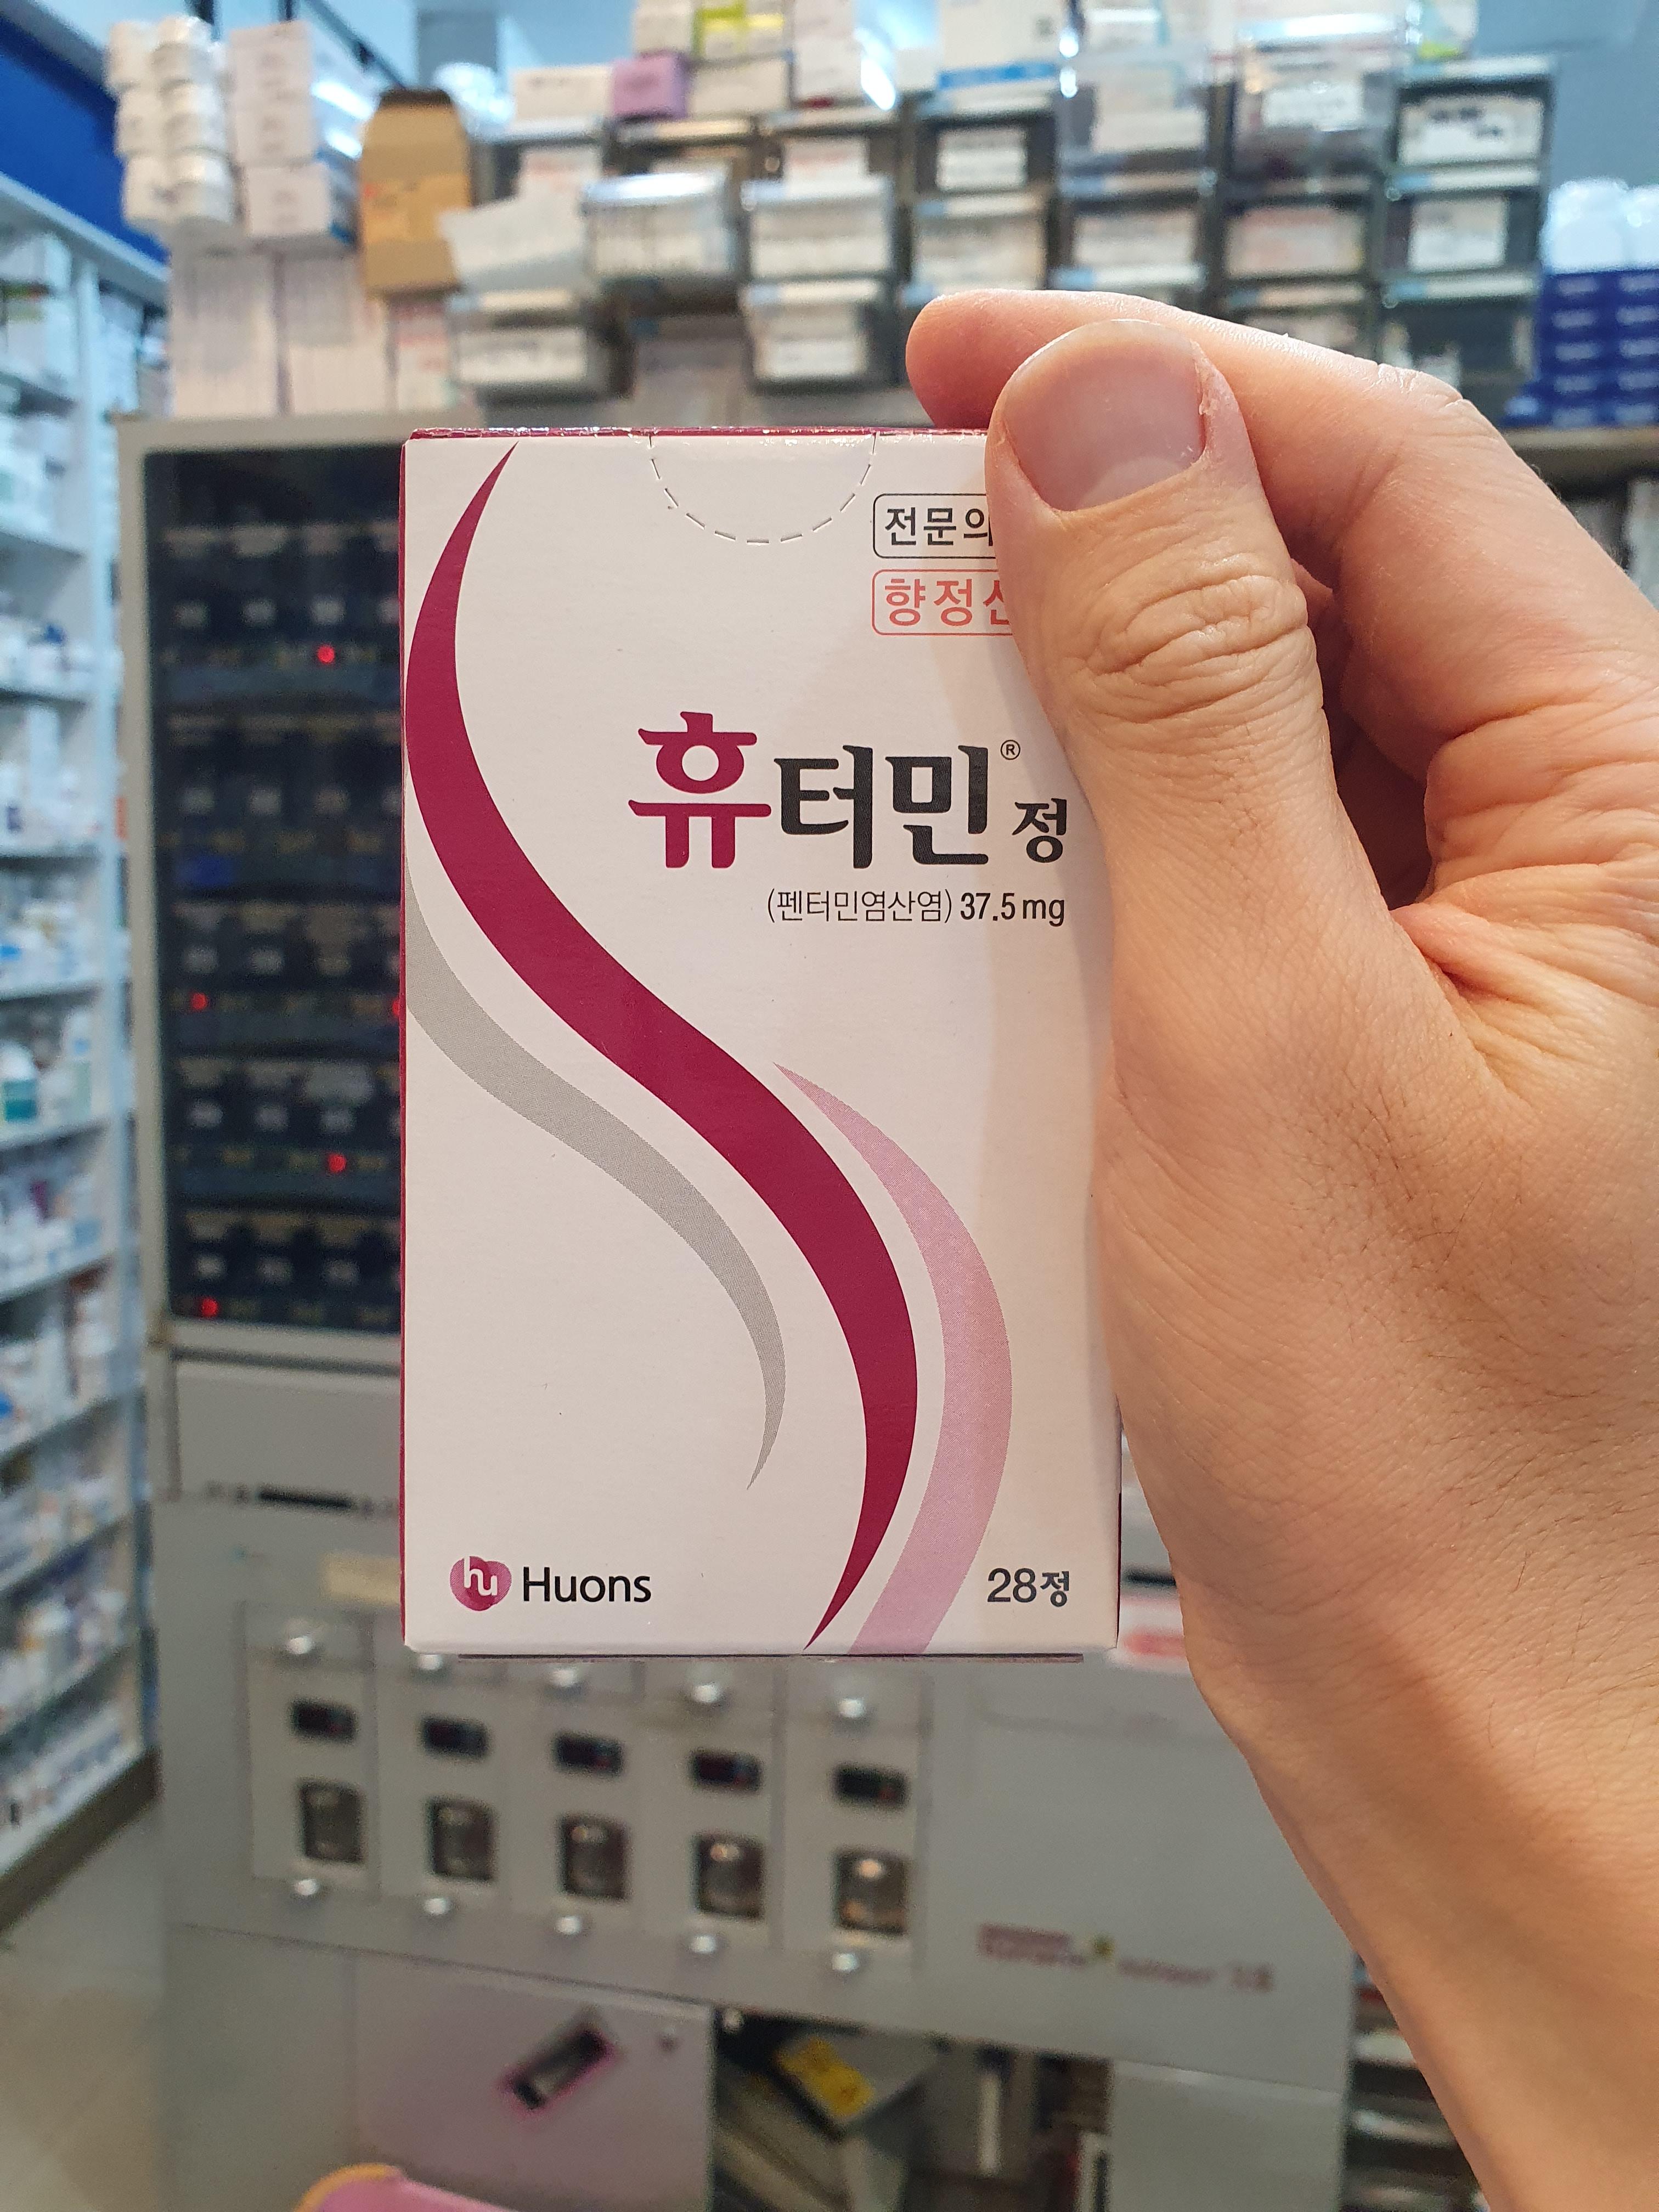 전문의
향정신
휴터민® 정
(펜터민염산염) 37.5 mg
hu Huons
28정